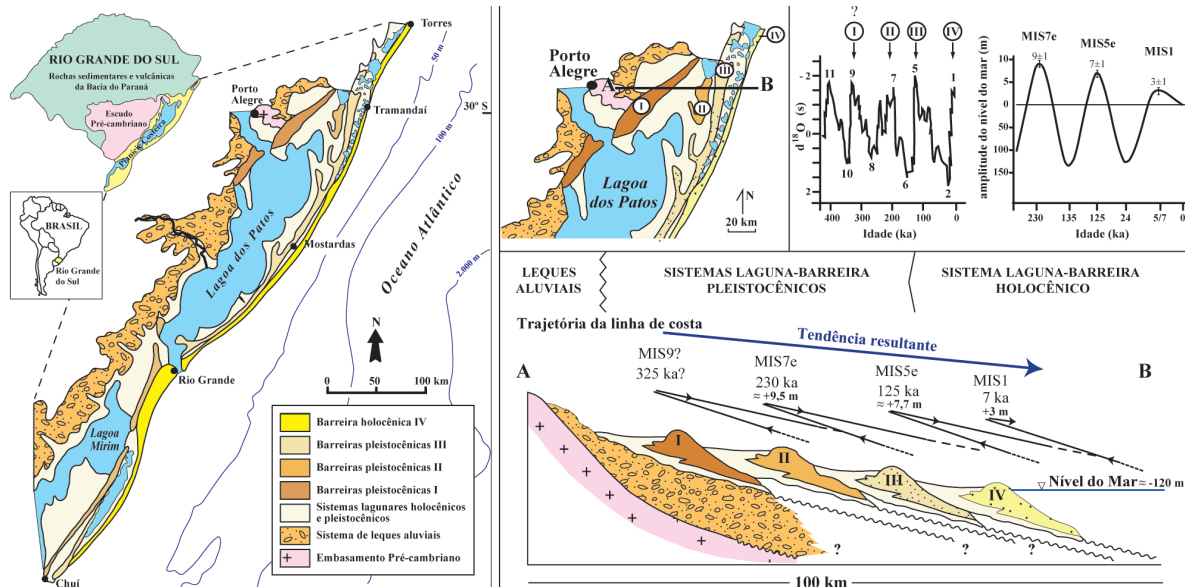 RIO GRANDE DO SUL
Rochas sedimentares e vulcânicas
da Bacia do Paraná
Escudo
Pré-cambriano
Planície Costeira
BRASIL
Rio Grande
do Sul
Torres
50 m
Porto
Alegre
Tramandaí
30º S
100 m
Lagoa dos Patos
Oceano Atlântico
Mostardas
2.000 m
N
0
50
100 km
Rio Grande
Lagoa
Mirim
Chuí
Barreira holocênica IV
Barreiras pleistocênicas III
Barreiras pleistocênicas II
Barreiras pleistocênicas I
Sistemas lagunares holocênicos
e pleistocênicos
Sistema de leques aluviais
+ Embasamento Pré-cambriano
Porto
Alegre
A
B
I
II
III
IV
Lagoa
dos Patos
N
20 km
?
I
II
III
IV
11
9
7
5
1
10
8
6
2
-2
0
2
d¹⁸O (s)
400
300
200
100
0
Idade (ka)
MIS7e
MIS5e
MIS1
9±1
7±1
3±1
10
5
0
50
100
150
amplitude do nível do mar (m)
230
135
125
24
5/7
0
Idade (ka)
LEQUES
ALUVIAIS
SISTEMAS LAGUNA-BARREIRA
PLEISTOCÊNICOS
SISTEMA LAGUNA-BARREIRA
HOLOCÊNICO
Trajetória da linha de costa
Tendência resultante
A
B
MIS9?
325 ka?
MIS7e
230 ka
≈ +9,5 m
MIS5e
125 ka
≈ +7,7 m
MIS1
7 ka
+3 m
I
II
III
IV
Nível do Mar ≈ -120 m
?
?
?
?
100 km